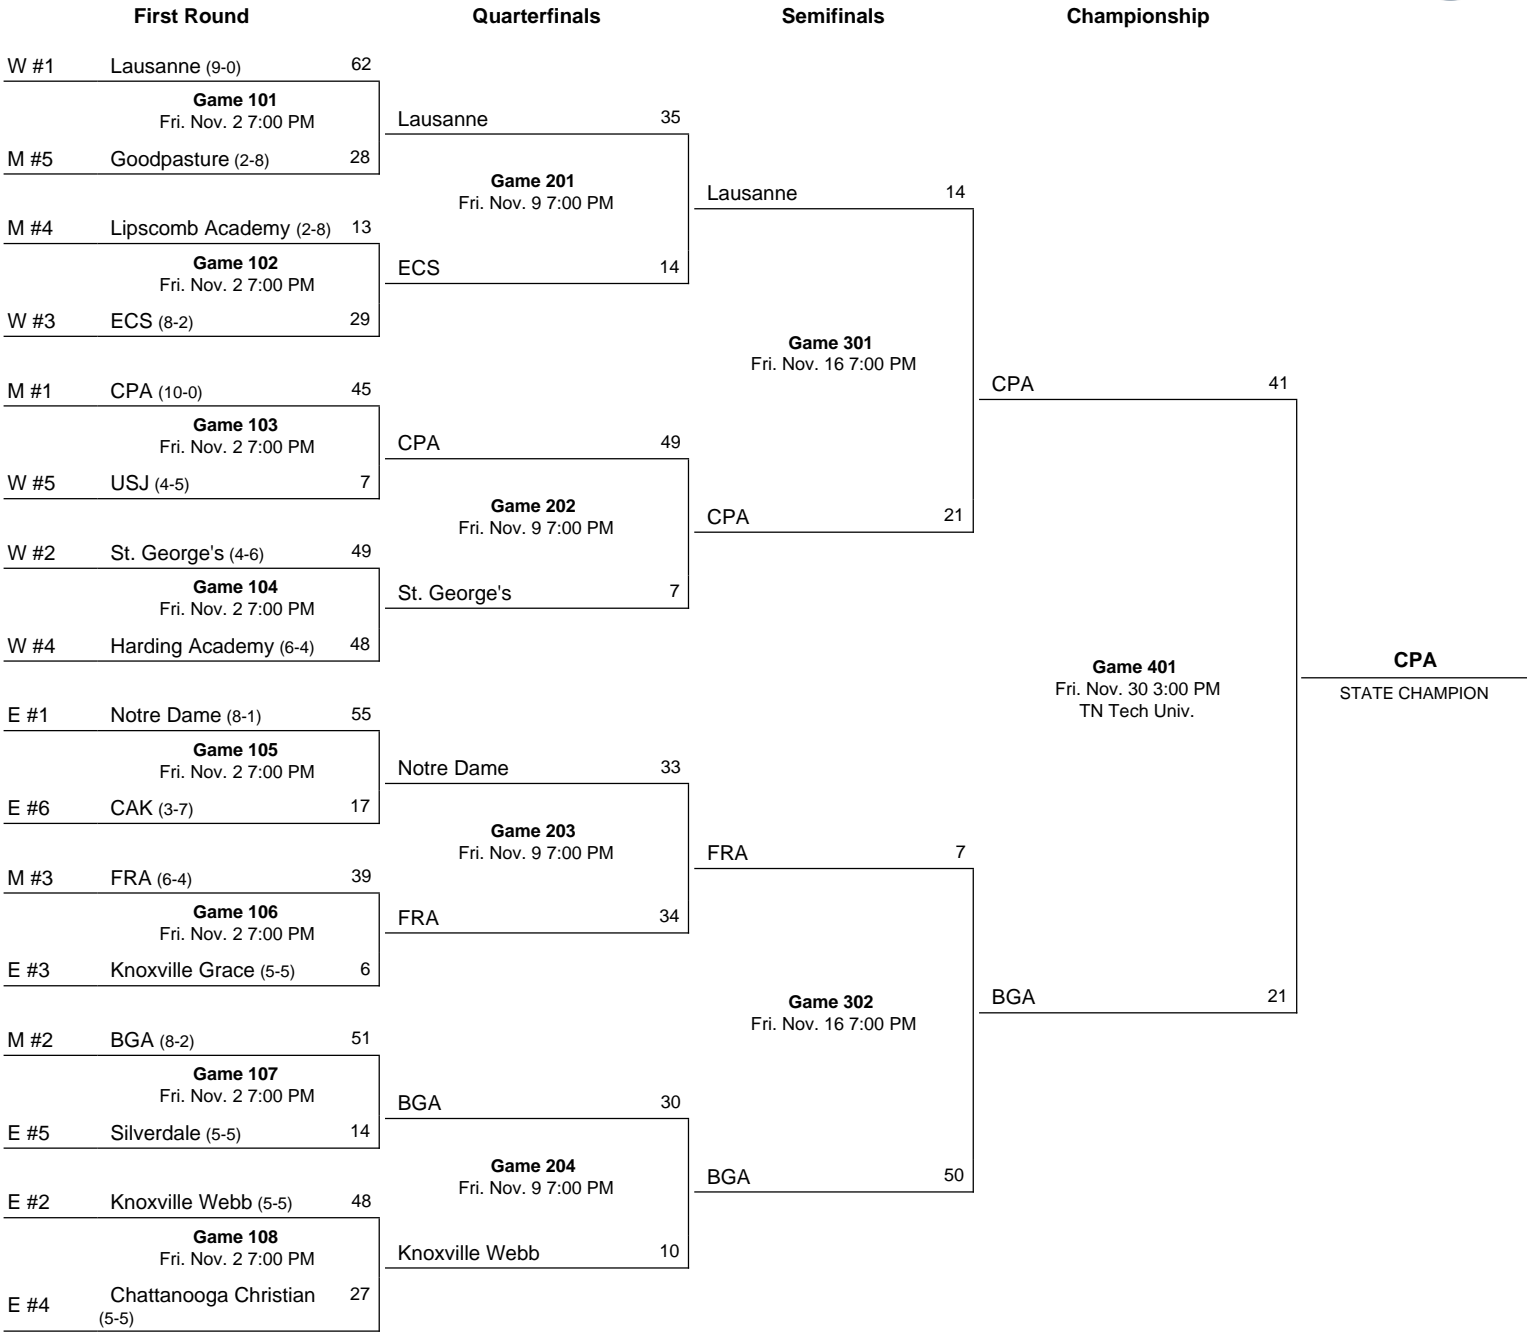 First Round Quarterfinals Semifinals Championship
W #1 Lausanne (9-0) 62
Game 101
Fri. Nov. 2 7:00 PM
M #5 Goodpasture (2-8) 28
M #4 Lipscomb Academy (2-8) 13
Game 102
Fri. Nov. 2 7:00 PM
W #3 ECS (8-2) 29
M #1 CPA (10-0) 45
Game 103
Fri. Nov. 2 7:00 PM
W #5 USJ (4-5) 7
W #2 St. George's (4-6) 49
Game 104
Fri. Nov. 2 7:00 PM
W #4 Harding Academy (6-4) 48
E #1 Notre Dame (8-1) 55
Game 105
Fri. Nov. 2 7:00 PM
E #6 CAK (3-7) 17
M #3 FRA (6-4) 39
Game 106
Fri. Nov. 2 7:00 PM
E #3 Knoxville Grace (5-5) 6
M #2 BGA (8-2) 51
Game 107
Fri. Nov. 2 7:00 PM
E #5 Silverdale (5-5) 14
E #2 Knoxville Webb (5-5) 48
Game 108
Fri. Nov. 2 7:00 PM
E #4 Chattanooga Christian 27
(5-5)
Lausanne 35
Game 201
Fri. Nov. 9 7:00 PM
ECS 14
CPA 49
Game 202
Fri. Nov. 9 7:00 PM
St. George's 7
Notre Dame 33
Game 203
Fri. Nov. 9 7:00 PM
FRA 34
BGA 30
Game 204
Fri. Nov. 9 7:00 PM
Knoxville Webb 10
Lausanne 14
Game 301
Fri. Nov. 16 7:00 PM
CPA 21
FRA 7
Game 302
Fri. Nov. 16 7:00 PM
BGA 50
CPA 41
Game 401
Fri. Nov. 30 3:00 PM
TN Tech Univ.
BGA 21
CPA
STATE CHAMPION